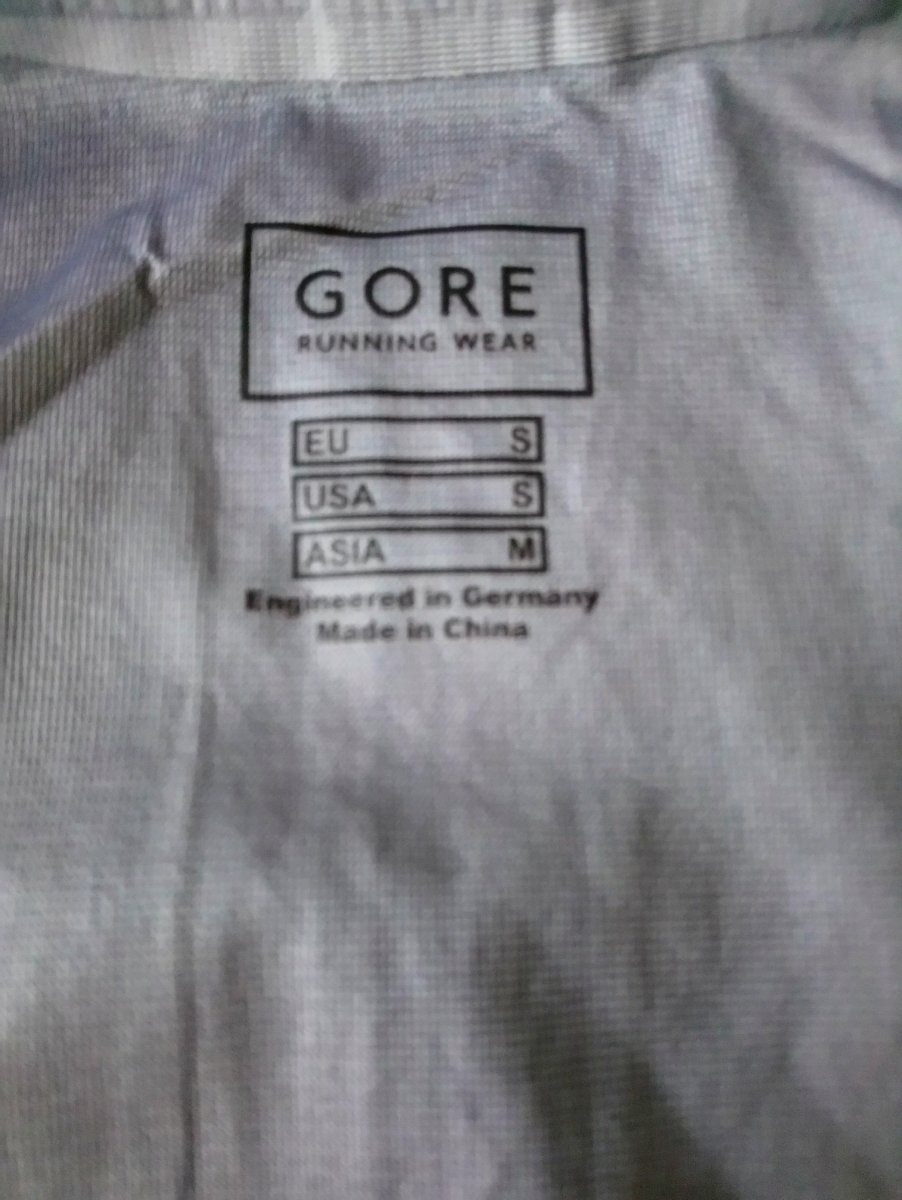 GORE
RUNNING WEAR
EU S
USA S
ASIA M
Engineered in Germany
Made in China